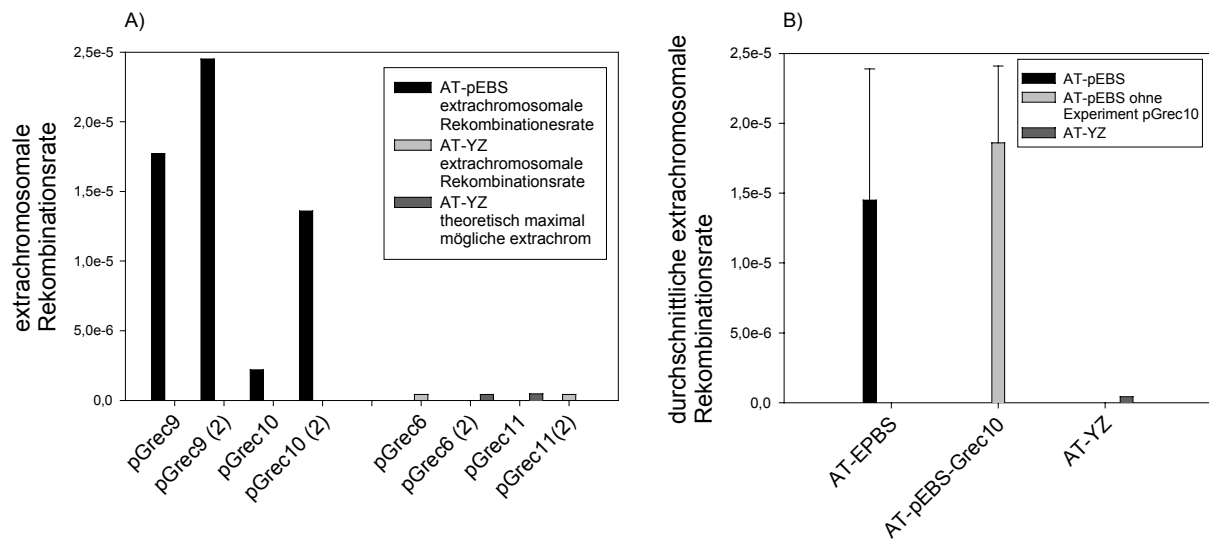 A)
extrachromosomale
Rekombinationsrate
2,5e-5
2,0e-5
1,5e-5
1,0e-5
5,0e-6
0,0
AT-pEBS
extrachromosomale
Rekombinationesrate
AT-YZ
extrachromosomale
Rekombinationsrate
AT-YZ
theoretisch maximal
mögliche extrachrom
pGrec9
pGrec9 (2)
pGrec10
pGrec10 (2)
pGrec6
pGrec6 (2)
pGrec11
pGrec11(2)
B)
durchschnittliche extrachromosomale
Rekombinationsrate
2,5e-5
2,0e-5
1,5e-5
1,0e-5
5,0e-6
0,0
AT-pEBS
AT-pEBS ohne
Experiment pGrec10
AT-YZ
AT-EPBS
AT-pEBS-Grec10
AT-YZ